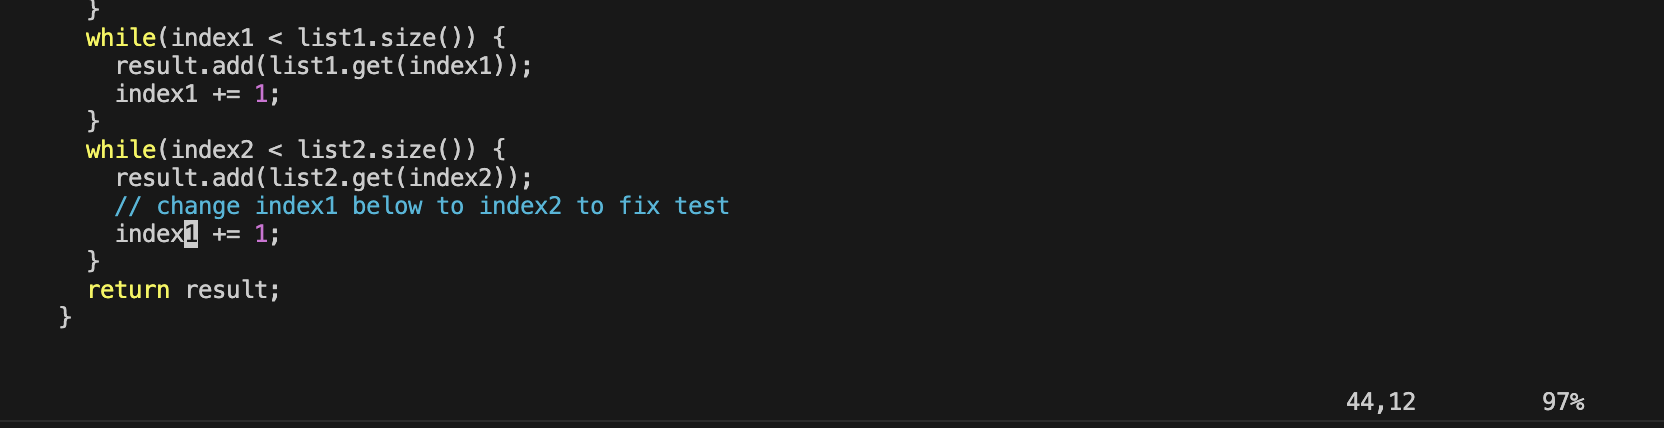 }
while(index1 < list1.size()) {
result.add(list1.get(index1));
index1 += 1;
}
while(index2 < list2.size()) {
result.add(list2.get(index2));
// change index1 below to index2 to fix test
index1 += 1;
}
return result;
}
44,12 97%